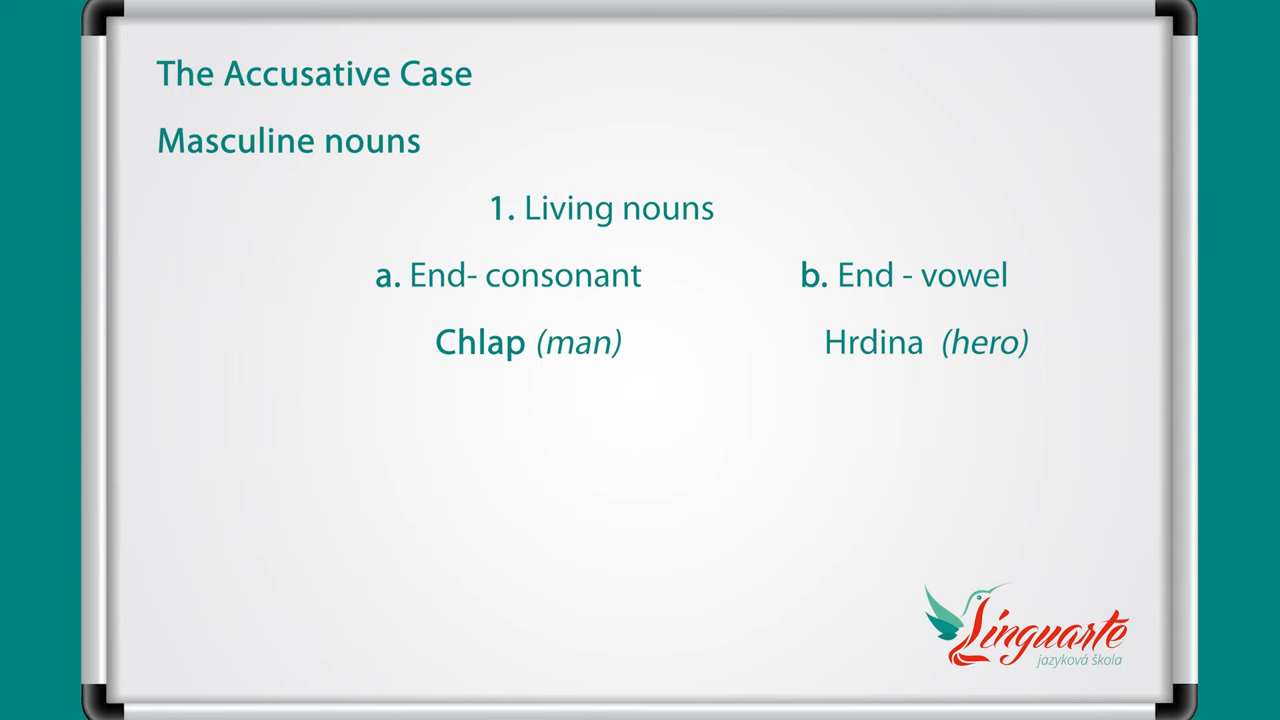 The Accusative Case
Masculine nouns
1. Living nouns
a. End- consonant b. End - vowel
Chlap (man) Hrdina (hero)
Linguarte
jazyková škola